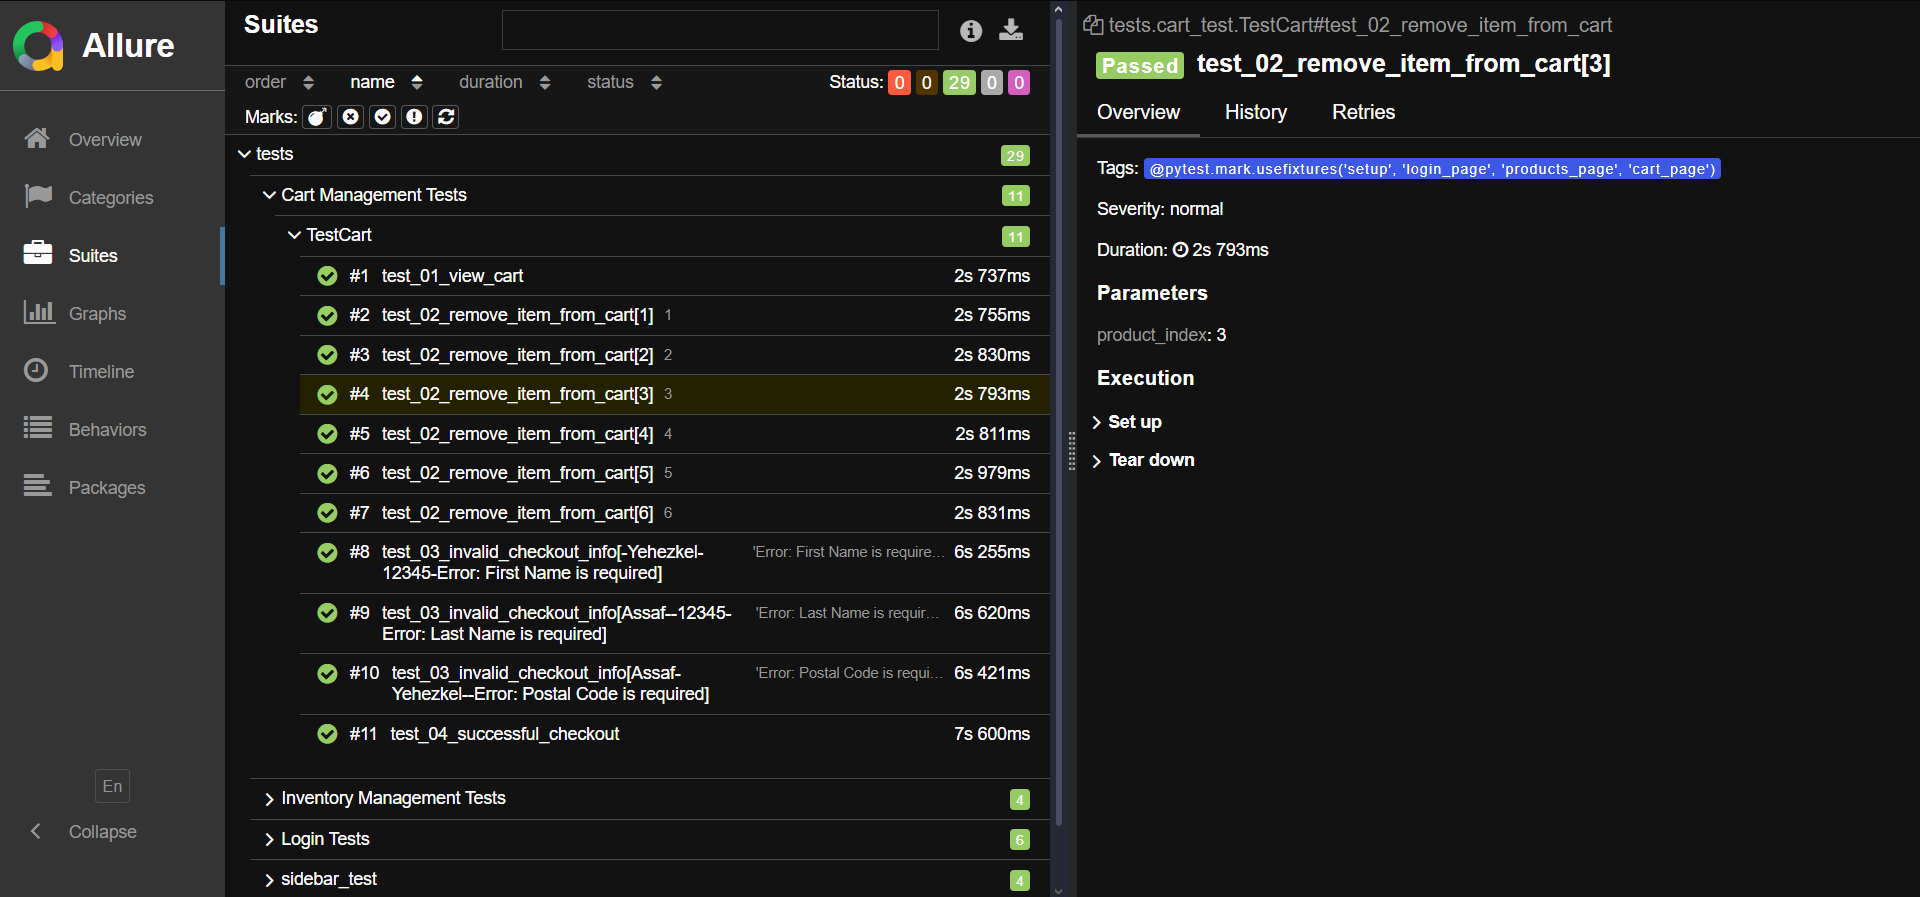 Allure
Overview
Categories
Suites
Graphs
Timeline
Behaviors
Packages
En
Collapse
Suites
order name duration status Status: 0 0 29 0 0
Marks:
tests 29
Cart Management Tests 11
TestCart 11
#1 test_01_view_cart 2s 737ms
#2 test_02_remove_item_from_cart[1] 1 2s 755ms
#3 test_02_remove_item_from_cart[2] 2 2s 830ms
#4 test_02_remove_item_from_cart[3] 3 2s 793ms
#5 test_02_remove_item_from_cart[4] 4 2s 811ms
#6 test_02_remove_item_from_cart[5] 5 2s 979ms
#7 test_02_remove_item_from_cart[6] 6 2s 831ms
#8 test_03_invalid_checkout_info[-Yehezkel- 'Error: First Name is require... 6s 255ms
12345-Error: First Name is required]
#9 test_03_invalid_checkout_info[Assaf--12345- 'Error: Last Name is requir... 6s 620ms
Error: Last Name is required]
#10 test_03_invalid_checkout_info[Assaf- 'Error: Postal Code is requi... 6s 421ms
Yehezkel--Error: Postal Code is required]
#11 test_04_successful_checkout 7s 600ms
Inventory Management Tests 4
Login Tests 6
sidebar_test 4
tests.cart_test.TestCart#test_02_remove_item_from_cart
Passed test_02_remove_item_from_cart[3]
Overview History Retries
Tags: @pytest.mark.usefixtures('setup', 'login_page', 'products_page', 'cart_page')
Severity: normal
Duration: 2s 793ms
Parameters
product_index: 3
Execution
Set up
Tear down